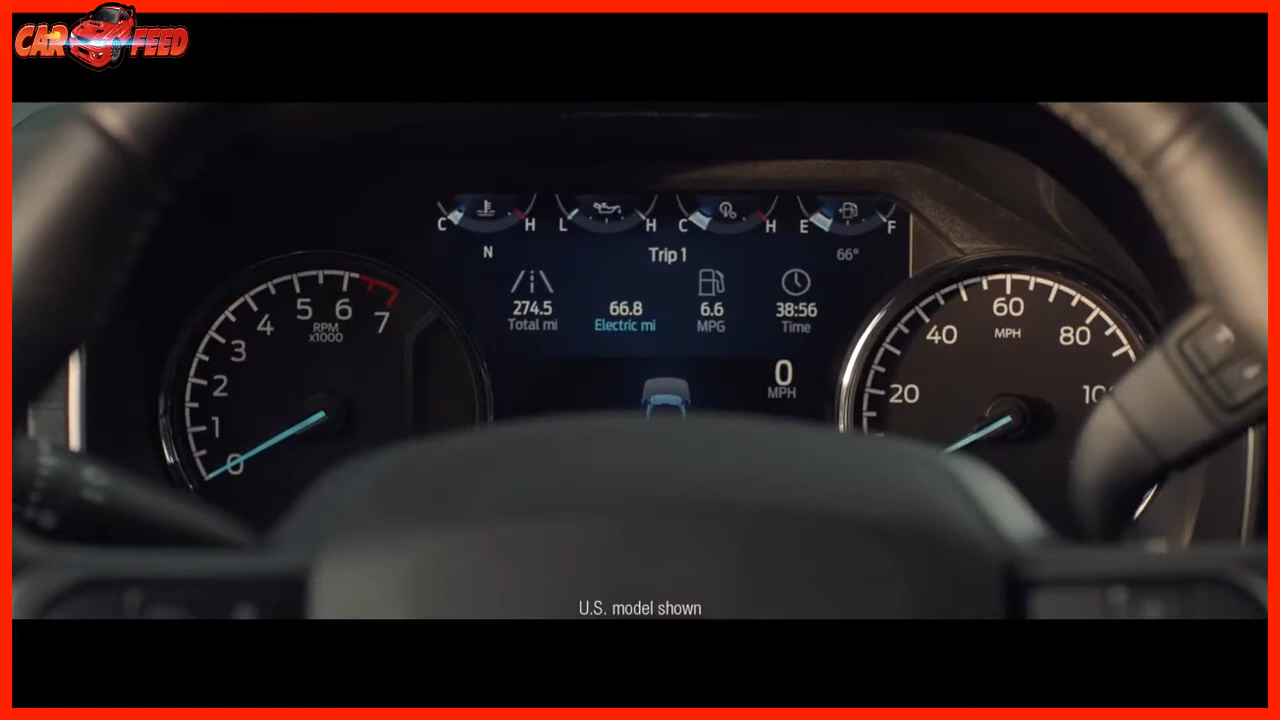 CAR FEED
C H L H C H E F
N Trip 1 66°
274.5 66.8 6.6 38:56
Total mi Electric mi MPG Time
0
MPH
0 1 2 3 4 5 6 7
RPM
x1000
20 40 60 80
MPH
U.S. model shown